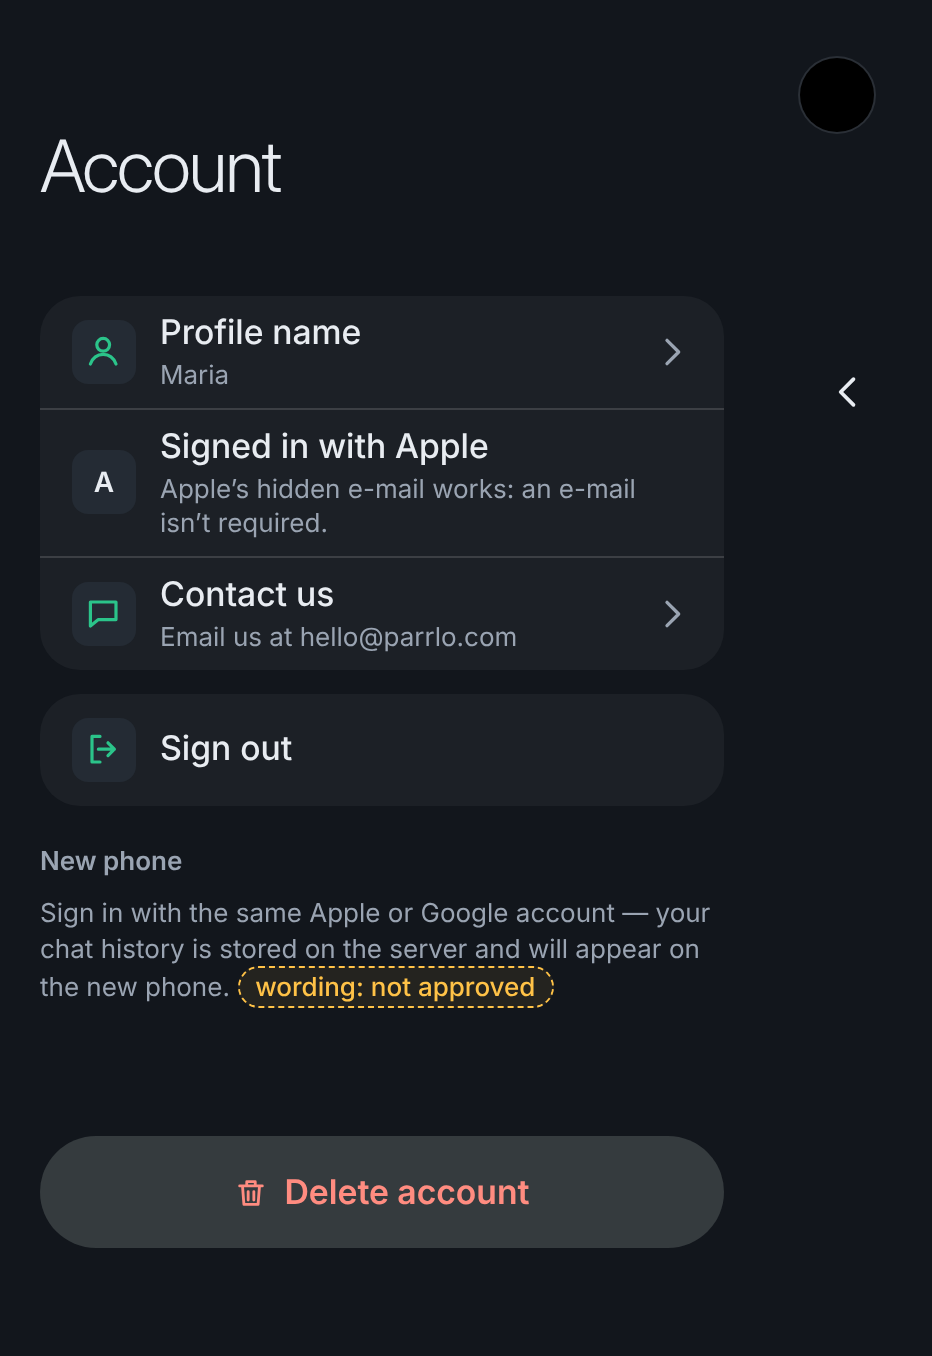 Account
Profile name
Maria
A
Signed in with Apple
Apple’s hidden e-mail works: an e-mail
isn’t required.
Contact us
Email us at hello@parrlo.com
Sign out
New phone
Sign in with the same Apple or Google account — your
chat history is stored on the server and will appear on
the new phone. wording: not approved
Delete account